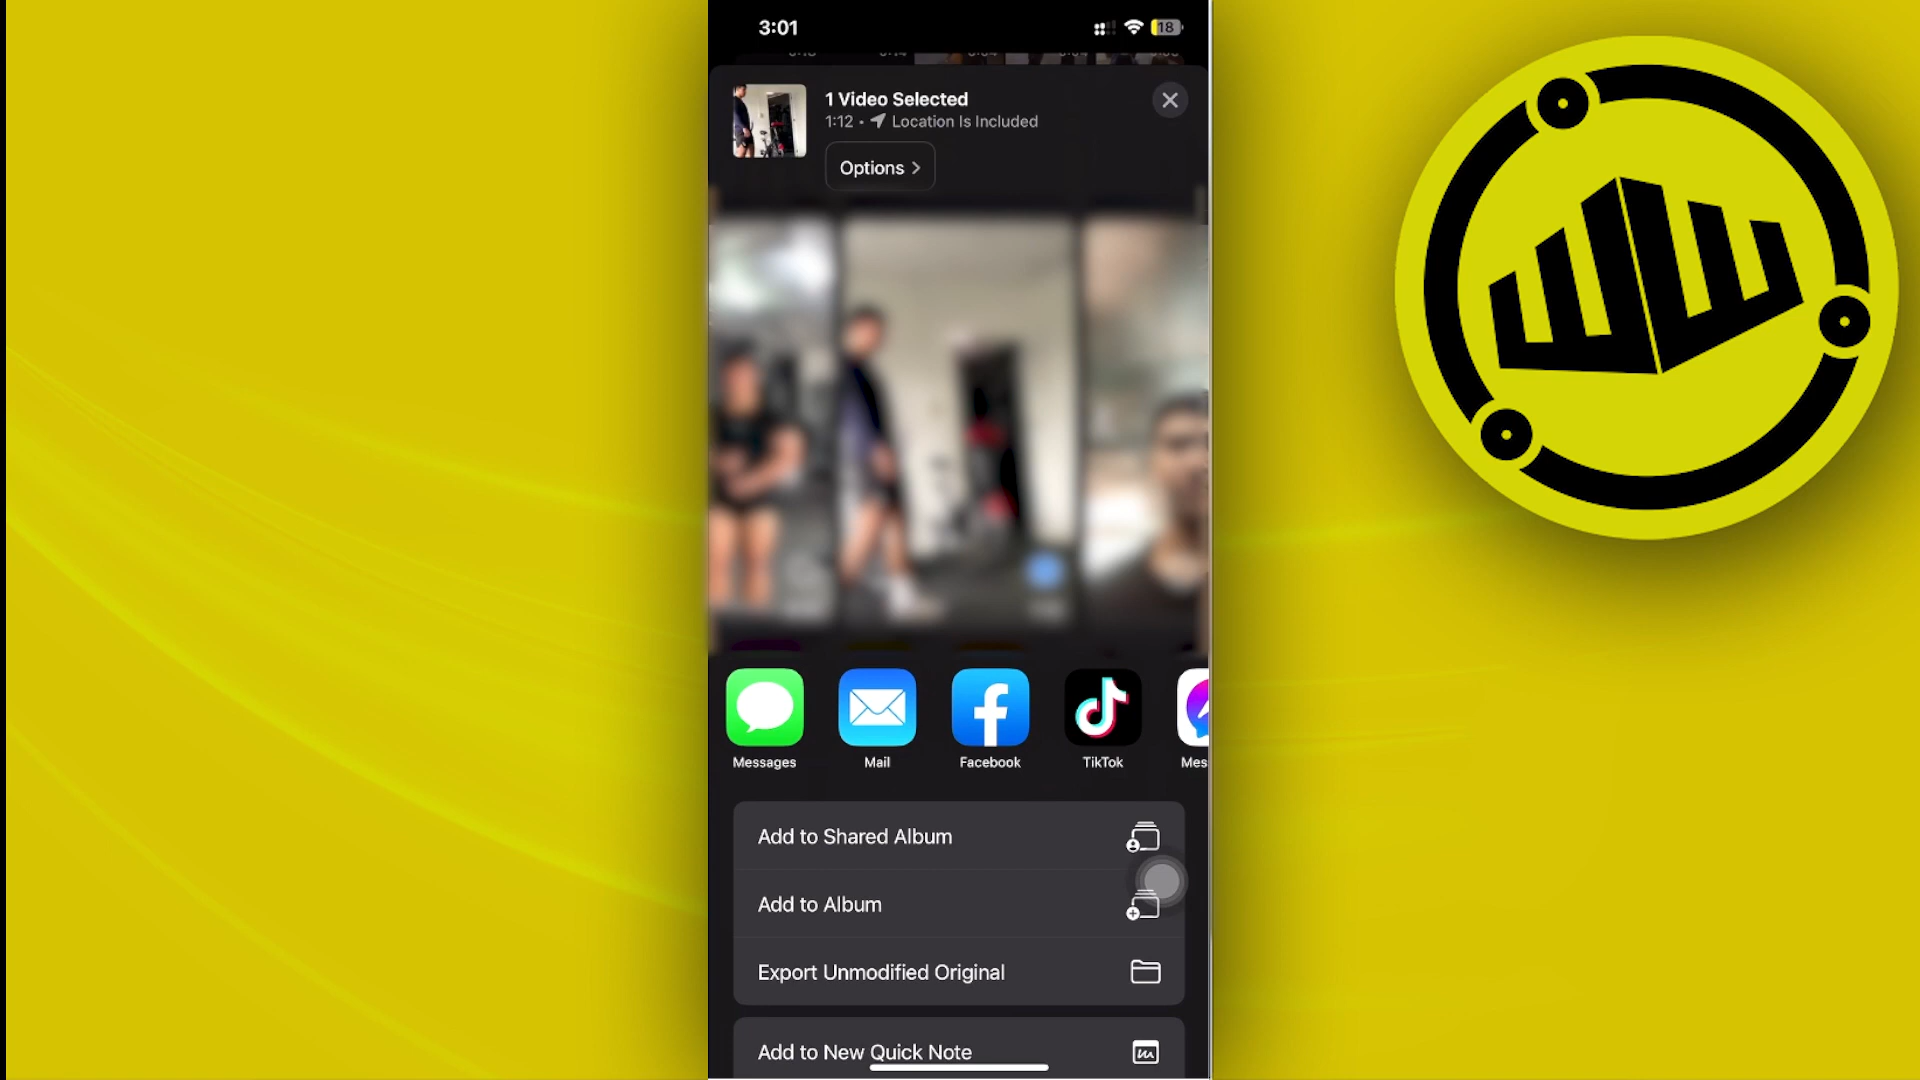 3:01
18
1 Video Selected
1:12 • Location Is Included
Options >
Messages
Mail
Facebook
TikTok
Mes
Add to Shared Album
Add to Album
Export Unmodified Original
Add to New Quick Note